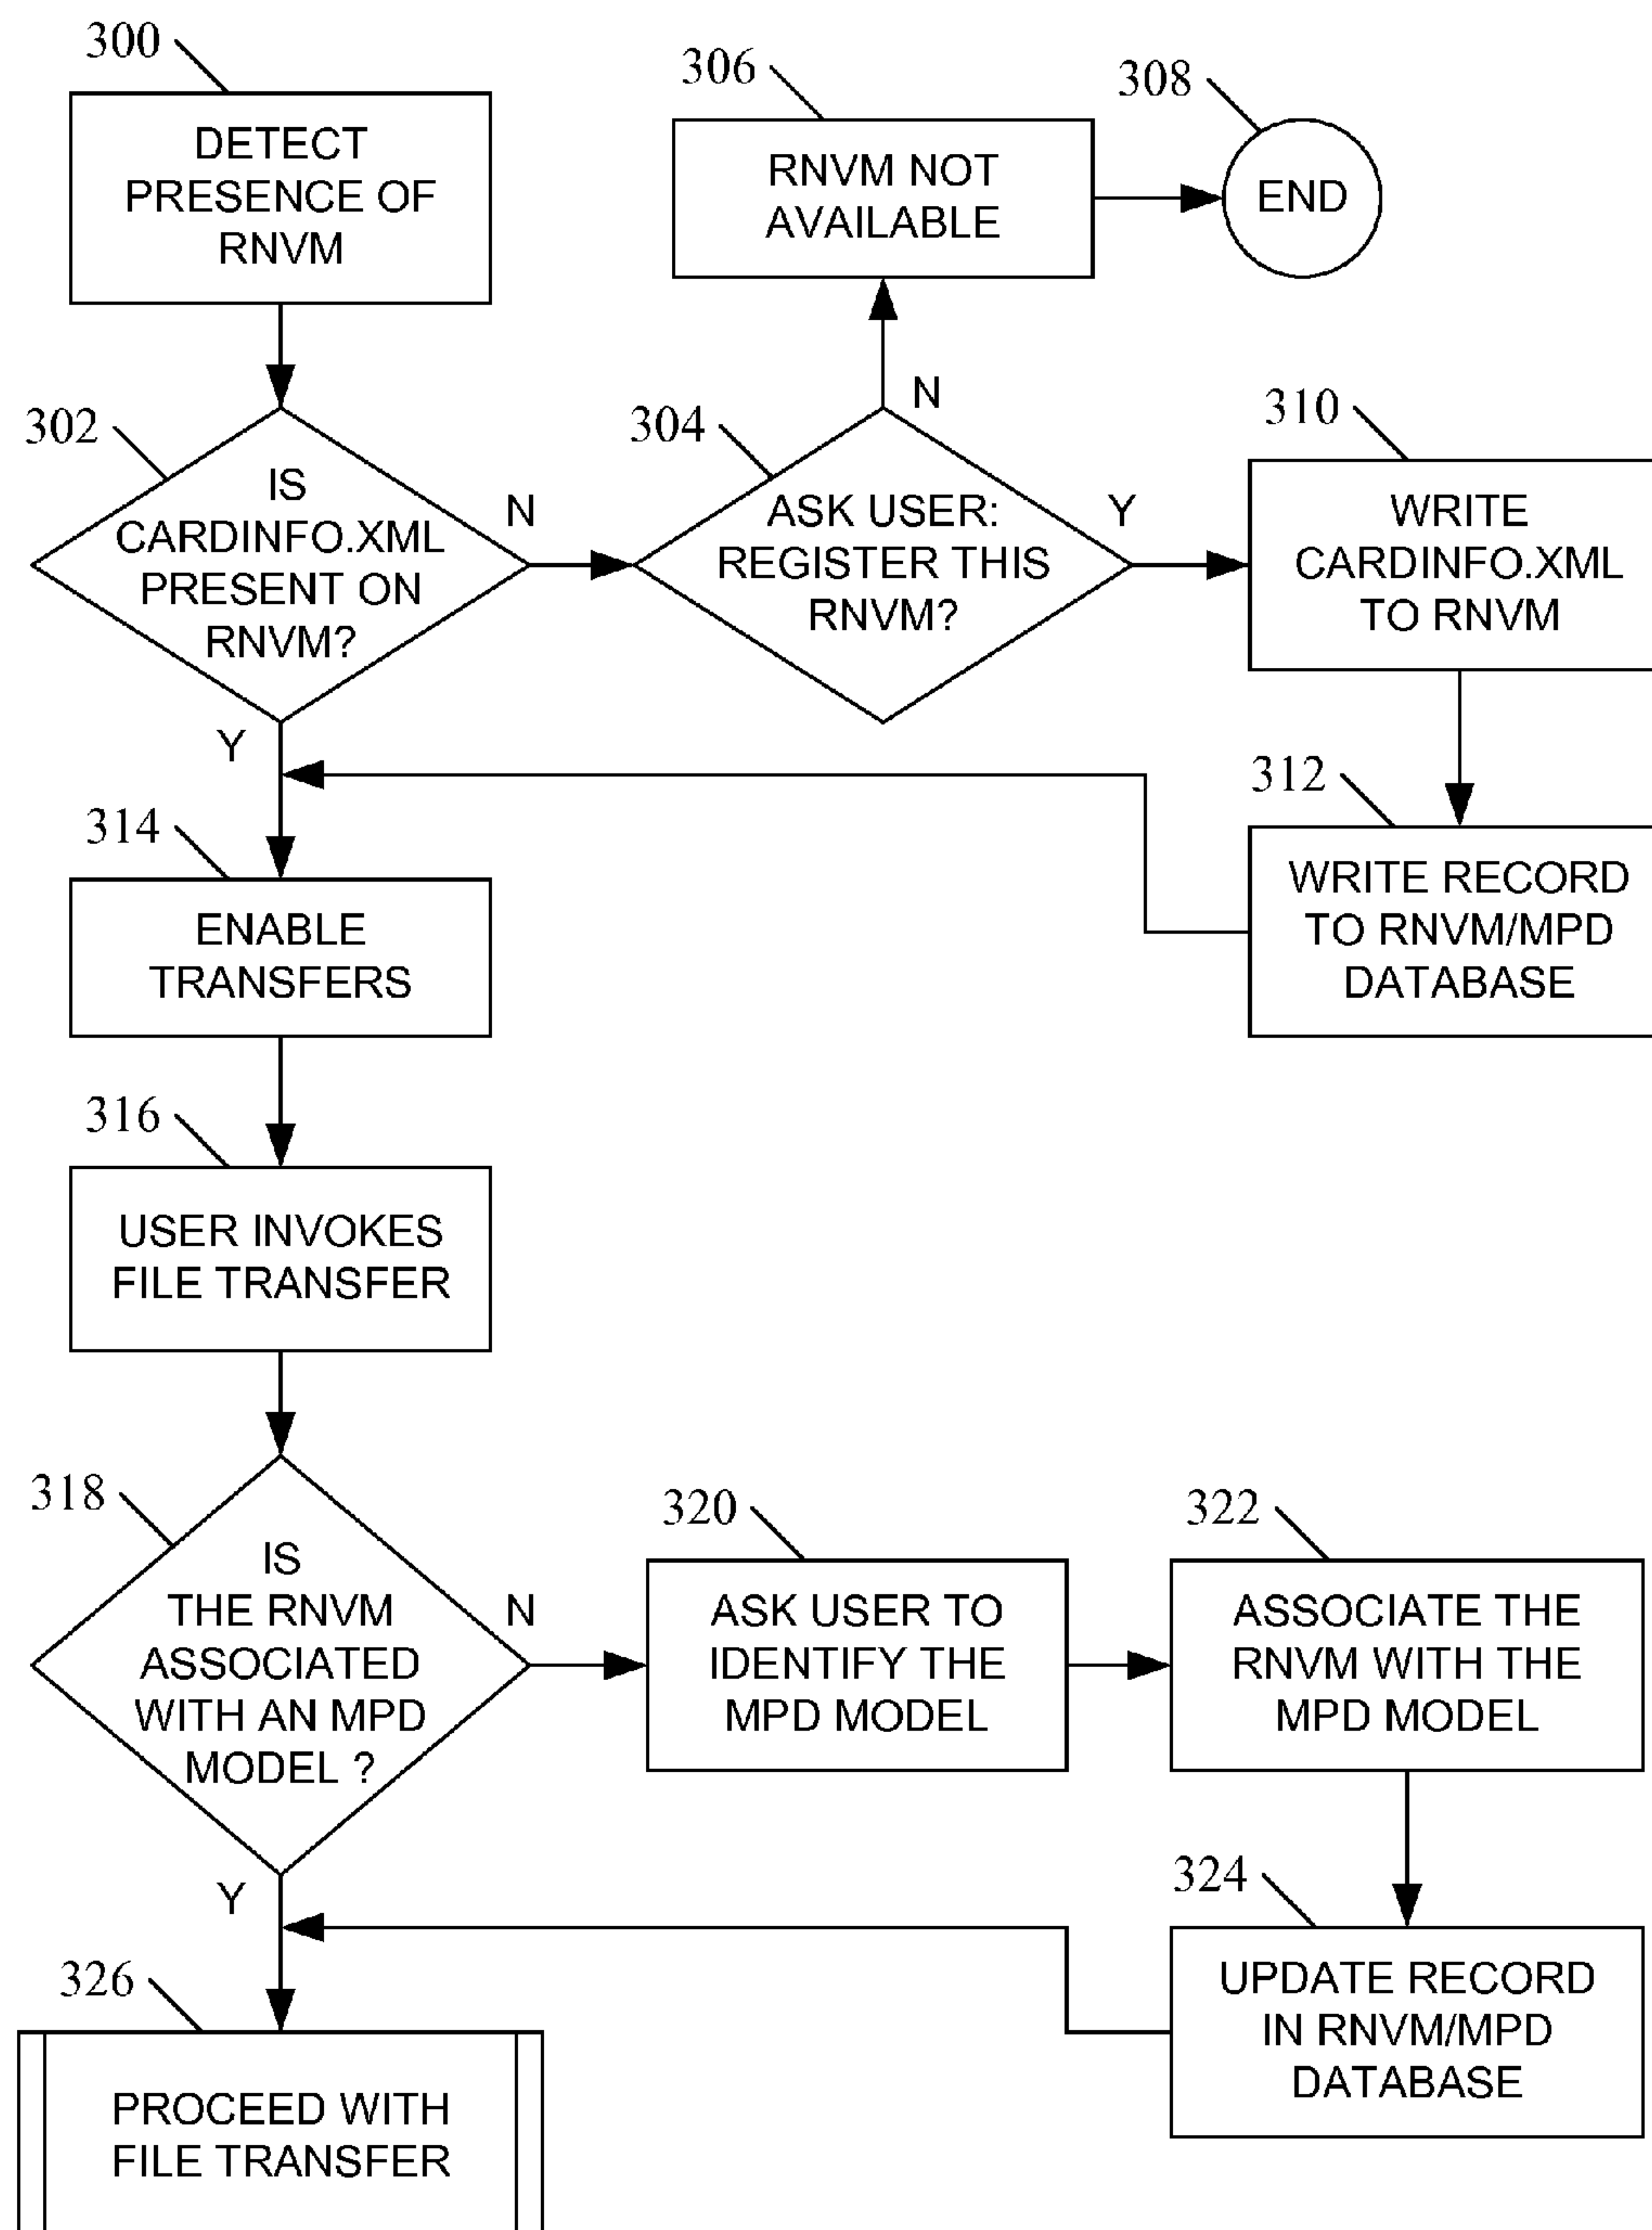 300
DETECT
PRESENCE OF
RNVM
306
RNVM NOT
AVAILABLE
308
END
302
IS
CARDINFO.XML
PRESENT ON
RNVM?
N
Y
304
ASK USER:
REGISTER THIS
RNVM?
N
Y
310
WRITE
CARDINFO.XML
TO RNVM
312
WRITE RECORD
TO RNVM/MPD
DATABASE
314
ENABLE
TRANSFERS
316
USER INVOKES
FILE TRANSFER
318
IS
THE RNVM
ASSOCIATED
WITH AN MPD
MODEL ?
N
Y
320
ASK USER TO
IDENTIFY THE
MPD MODEL
322
ASSOCIATE THE
RNVM WITH THE
MPD MODEL
324
UPDATE RECORD
IN RNVM/MPD
DATABASE
326
PROCEED WITH
FILE TRANSFER